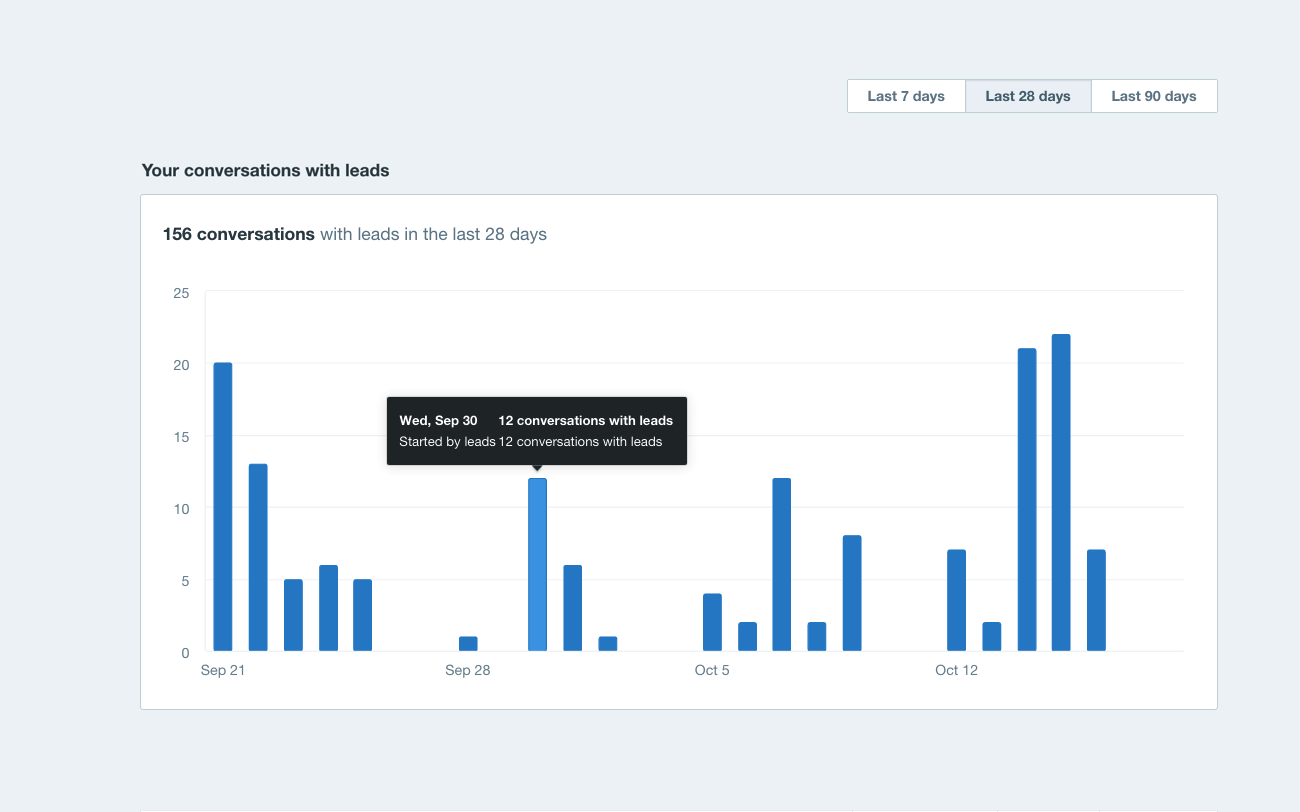 Last 7 days Last 28 days Last 90 days
Your conversations with leads
156 conversations with leads in the last 28 days
25
20
15
10
5
0
Wed, Sep 30 12 conversations with leads
Started by leads 12 conversations with leads
Sep 21 Sep 28 Oct 5 Oct 12